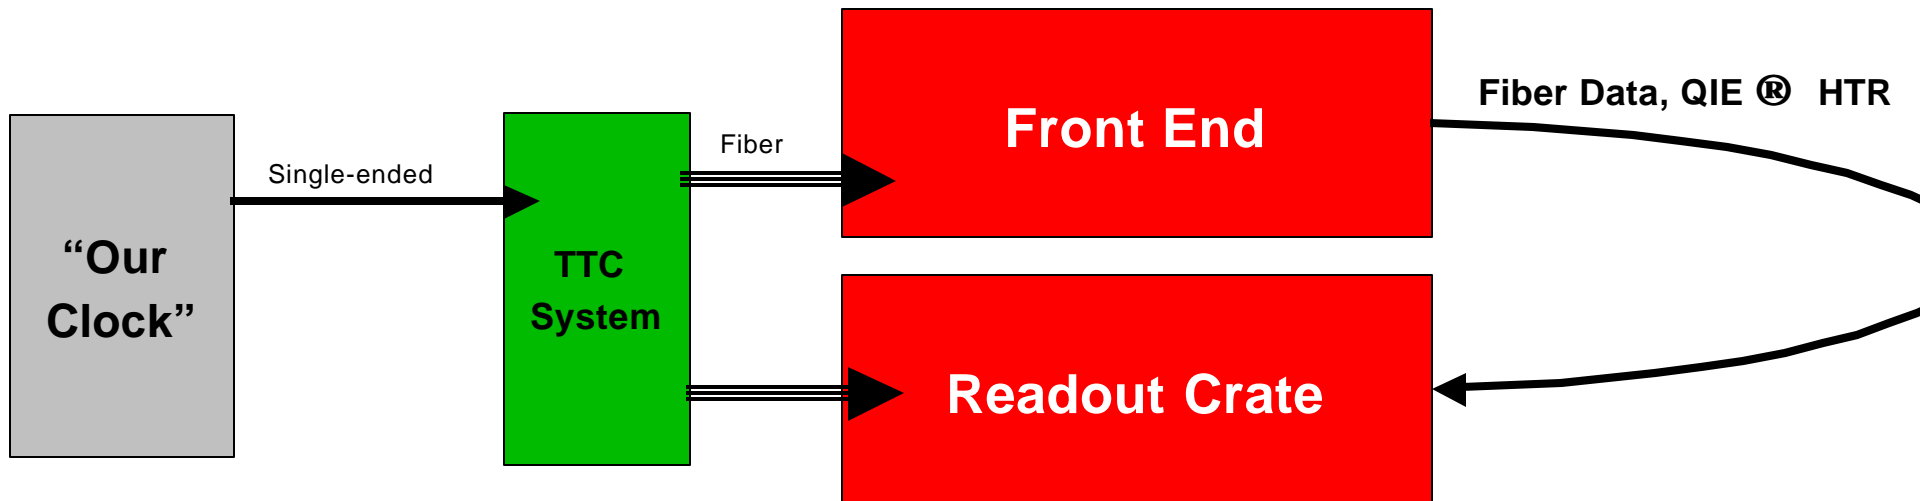 “Our
Clock”
Single-ended
TTC
System
Fiber
Front End
Fiber Data, QIE ® HTR
Readout Crate